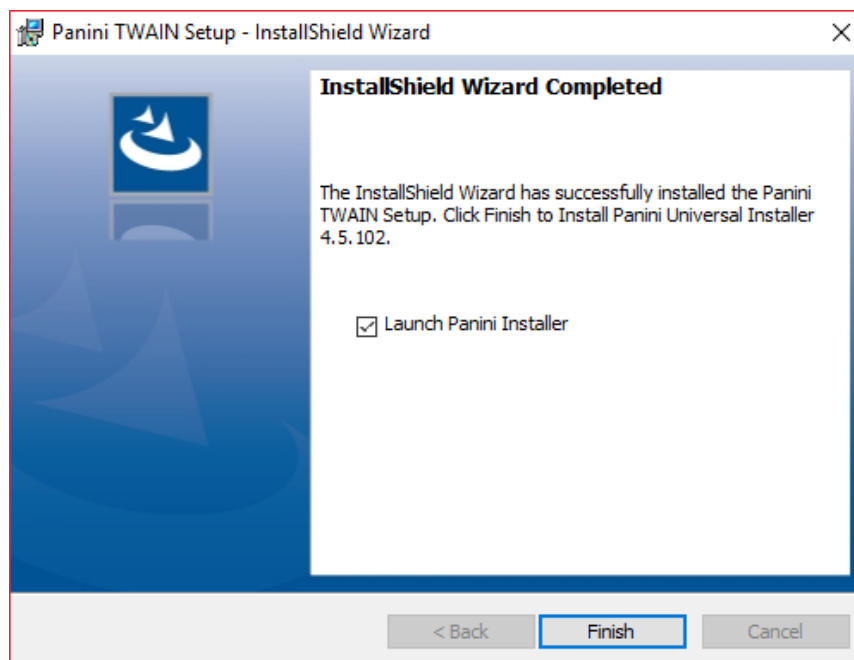 Panini TWAIN Setup - InstallShield Wizard
InstallShield Wizard Completed
The InstallShield Wizard has successfully installed the Panini
TWAIN Setup. Click Finish to Install Panini Universal Installer
4.5.102.
Launch Panini Installer
< Back
Finish
Cancel